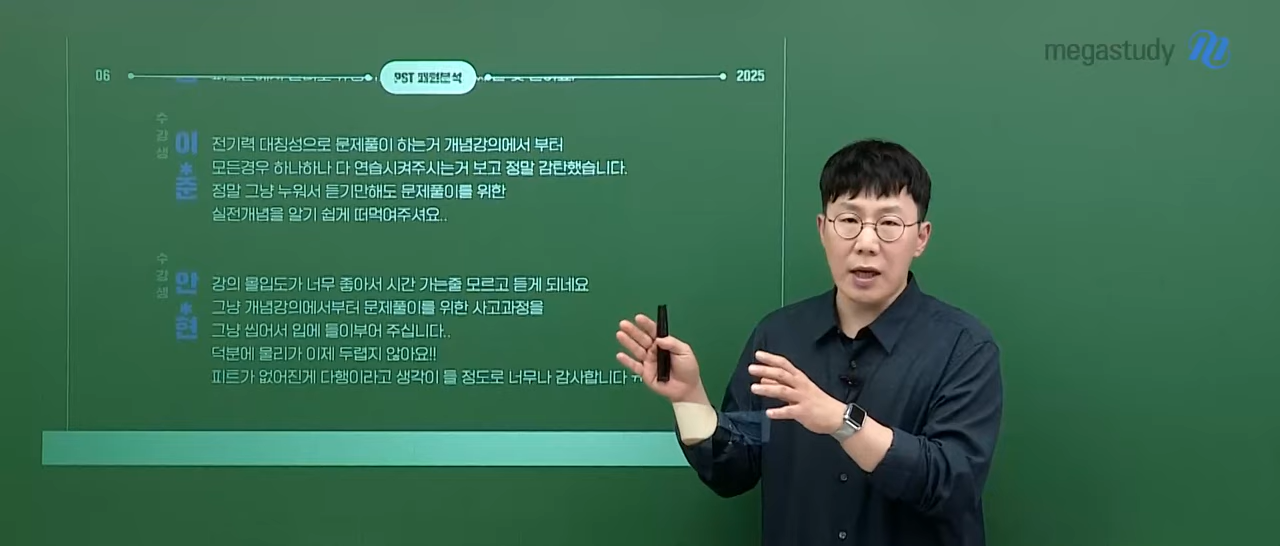 megastudy
06
PST 패턴분석
2025
수강생
이*준
전기력 대칭성으로 문제풀이 하는거 개념강의에서 부터
모든경우 하나하나 다 연습시켜주시는거 보고 정말 감탄했습니다.
정말 그냥 누워서 듣기만해도 문제풀이를 위한
실전개념을 알기 쉽게 떠먹여주셔요..
수강생
안*현
강의 몰입도가 너무 좋아서 시간 가는줄 모르고 듣게 되네요
그냥 개념강의에서부터 문제풀이를 위한 사고과정을
그냥 씹어서 입에 들이부어 주십니다..
덕분에 물리가 이제 두렵지 않아요!!
피트가 없어진게 다행이라고 생각이 들 정도로 너무나 감사합니다 ㅠ